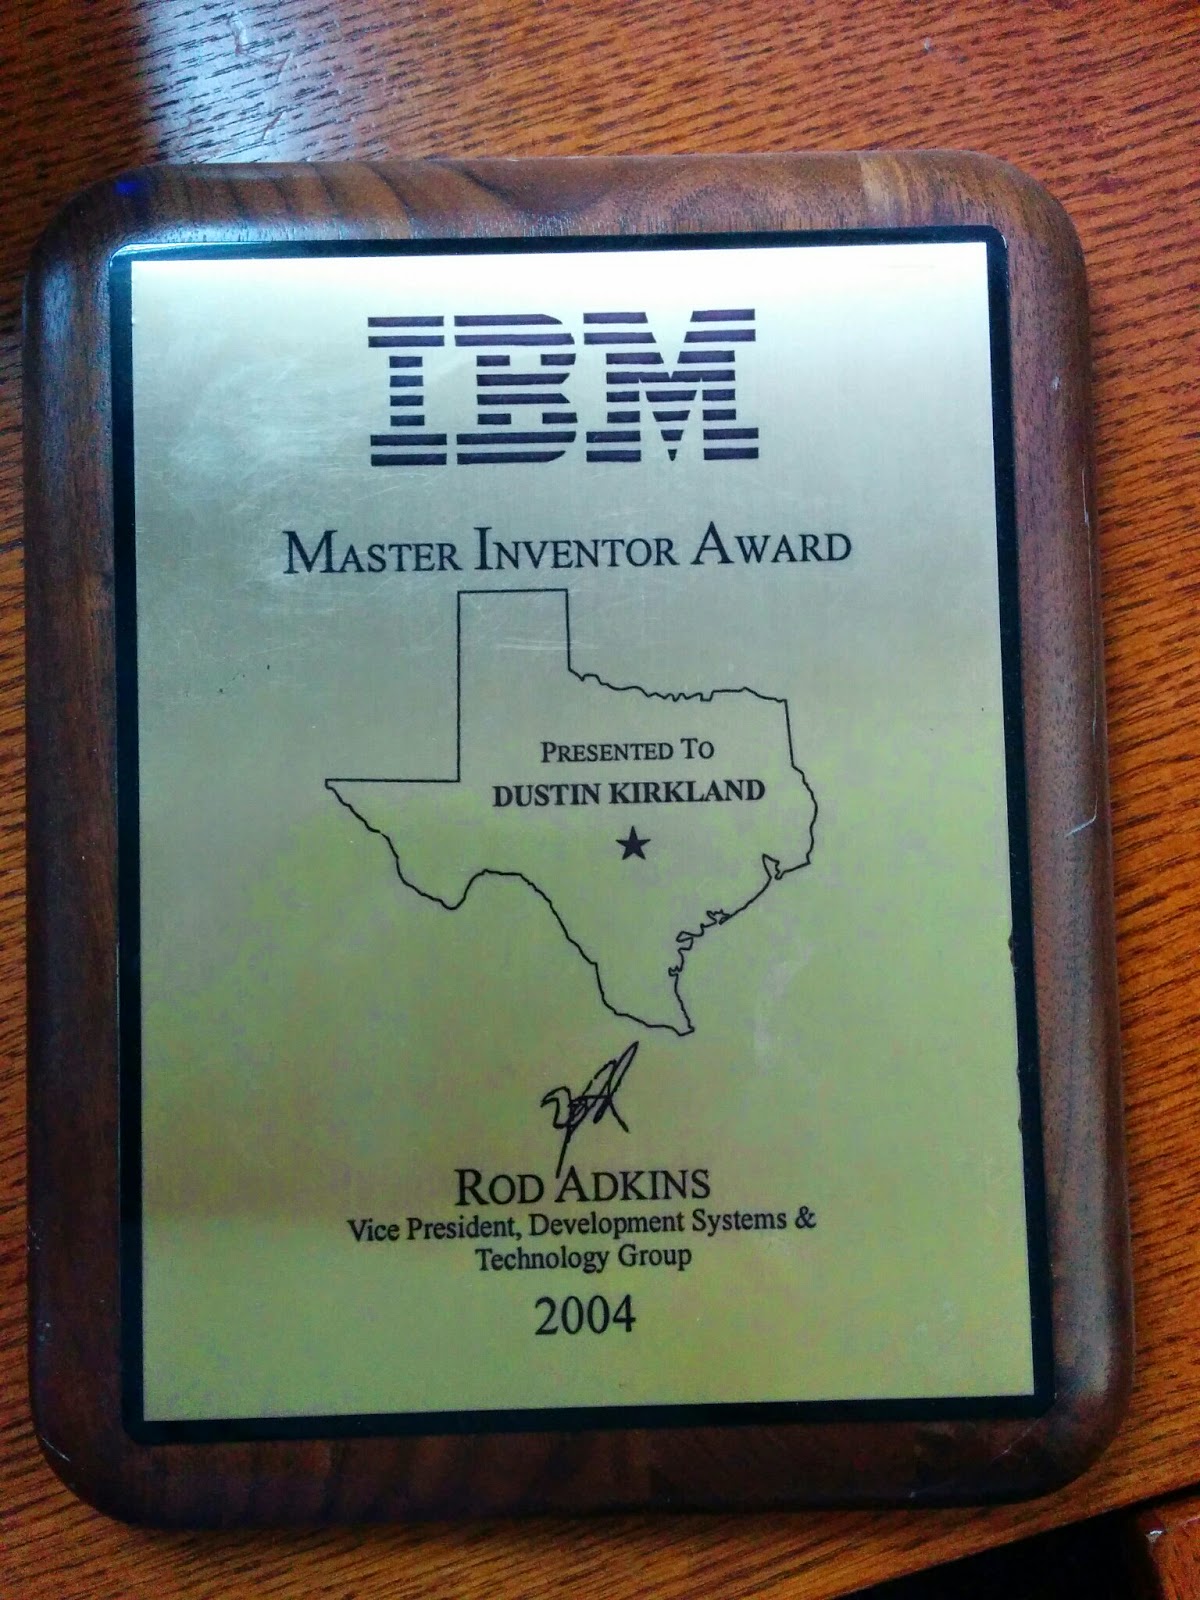 IBM
MASTER INVENTOR AWARD
PRESENTED TO
DUSTIN KIRKLAND
ROD ADKINS
Vice President, Development Systems &
Technology Group
2004